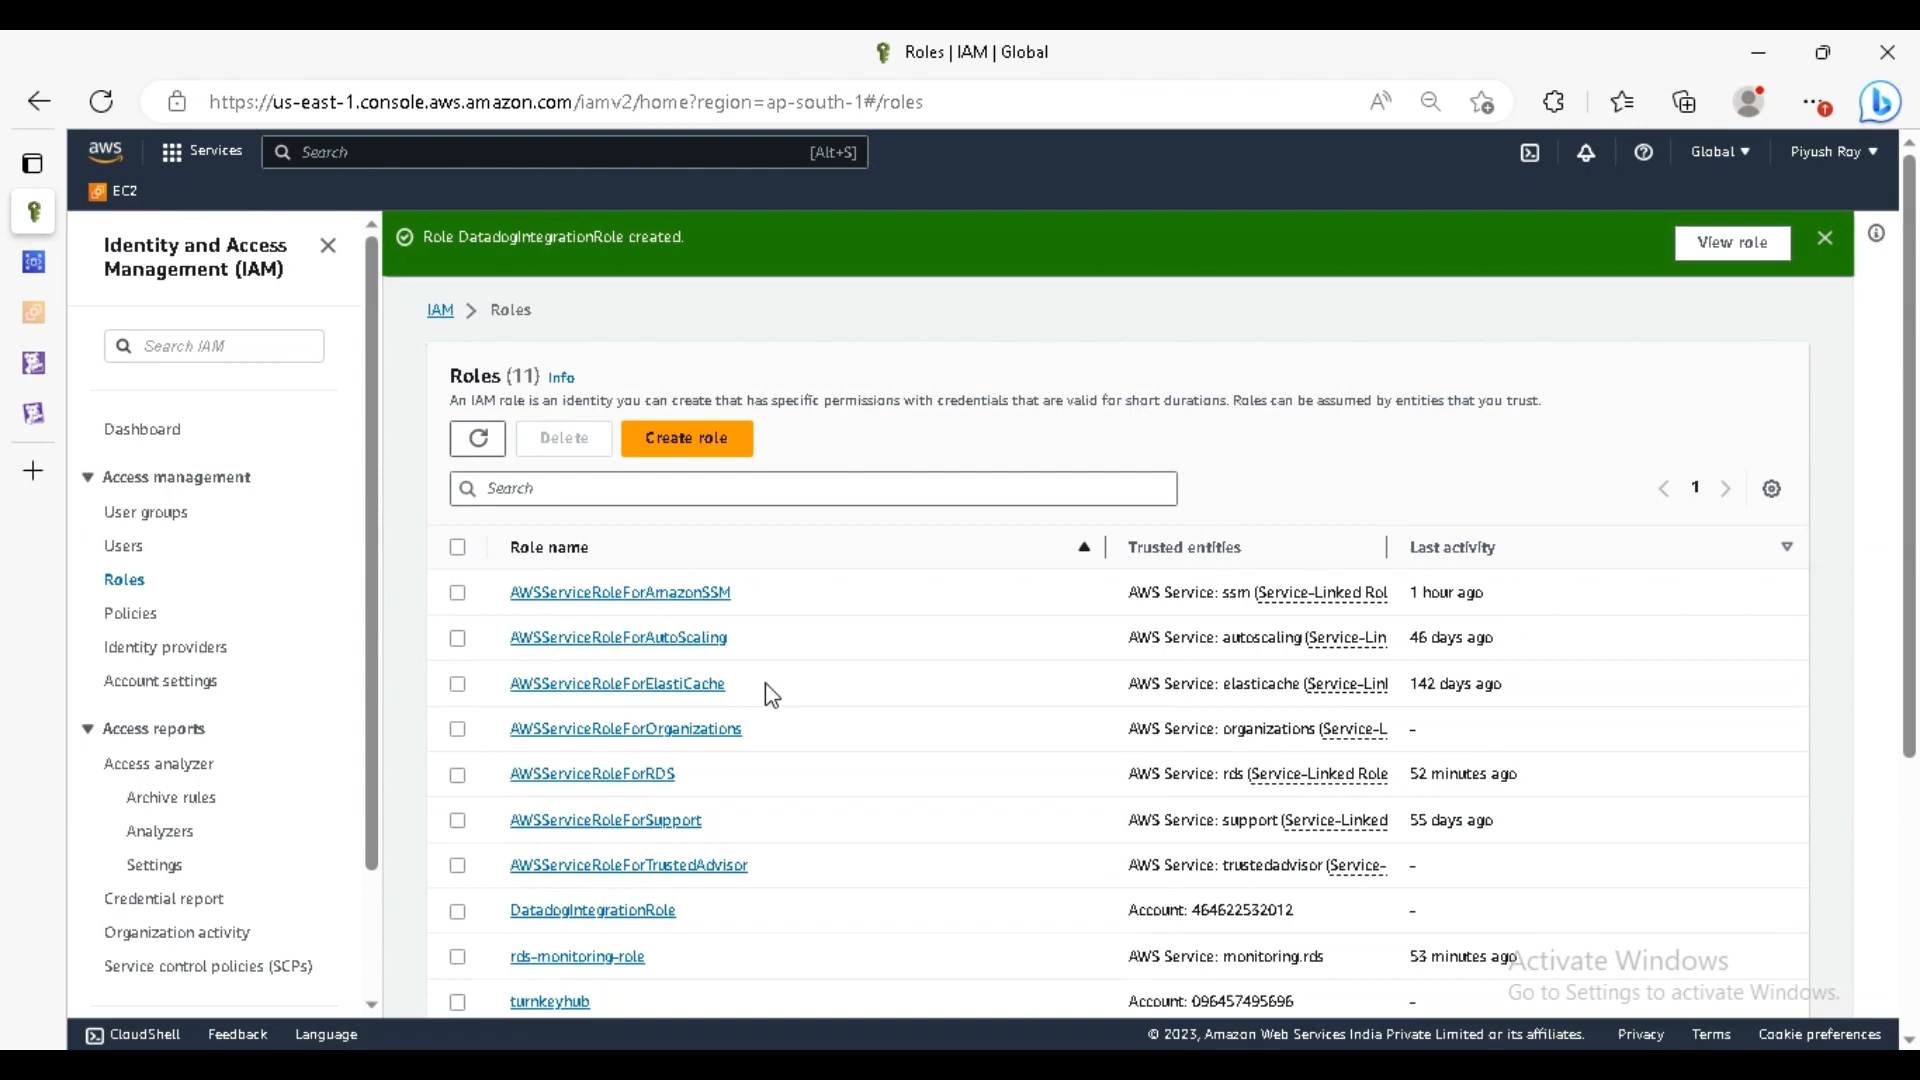 Roles | IAM | Global
https://us-east-1.console.aws.amazon.com/iamv2/home?region=ap-south-1#/roles
aws
Services
Search
[Alt+S]
Global
Piyush Roy
EC2
Identity and Access
Management (IAM)
Role DatadogIntegrationRole created.
View role
IAM > Roles
Search IAM
Dashboard
Access management
User groups
Users
Roles
Policies
Identity providers
Account settings
Access reports
Access analyzer
Archive rules
Analyzers
Settings
Credential report
Organization activity
Service control policies (SCPs)
Roles (11) Info
An IAM role is an identity you can create that has specific permissions with credentials that are valid for short durations. Roles can be assumed by entities that you trust.
Delete
Create role
Search
1
Role name Trusted entities Last activity
AWSServiceRoleForAmazonSSM AWS Service: ssm (Service-Linked Rol 1 hour ago
AWSServiceRoleForAutoScaling AWS Service: autoscaling (Service-Lin 46 days ago
AWSServiceRoleForElastiCache AWS Service: elasticache (Service-Linl 142 days ago
AWSServiceRoleForOrganizations AWS Service: organizations (Service-L -
AWSServiceRoleForRDS AWS Service: rds (Service-Linked Role 52 minutes ago
AWSServiceRoleForSupport AWS Service: support (Service-Linked 55 days ago
AWSServiceRoleForTrustedAdvisor AWS Service: trustedadvisor (Service- -
DatadogIntegrationRole Account: 464622532012 -
rds-monitoring-role AWS Service: monitoring.rds 53 minutes ago
turnkeyhub Account: 096457495696 -
Activate Windows
Go to Settings to activate Windows.
CloudShell Feedback Language
© 2023, Amazon Web Services India Private Limited or its affiliates. Privacy Terms Cookie preferences